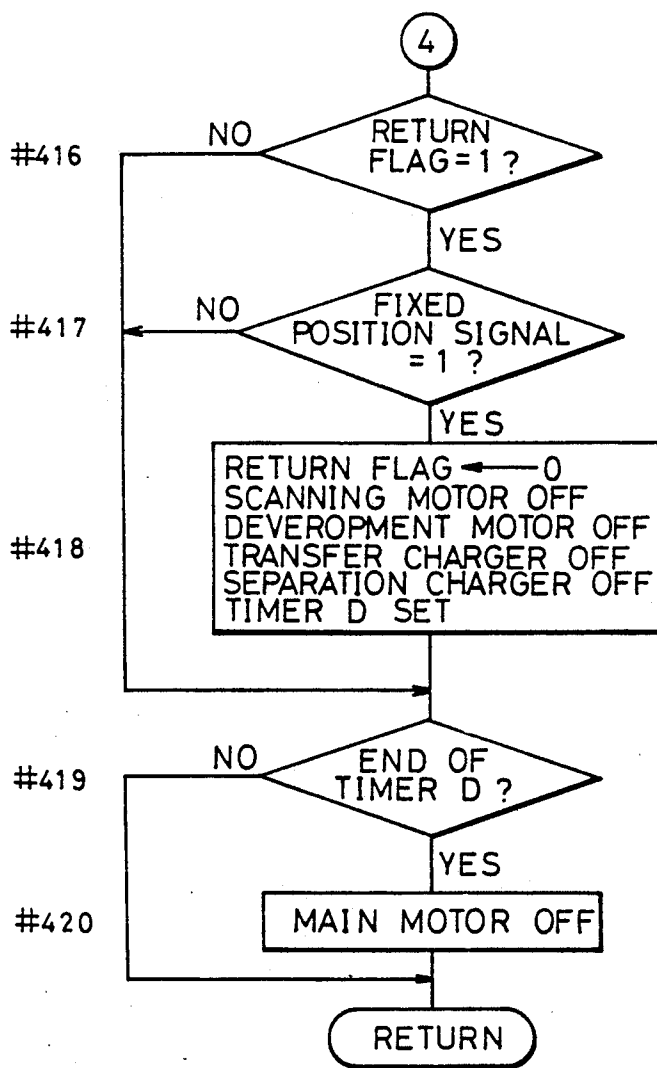 4
#416
NO
RETURN
FLAG=1?
YES
#417
NO
FIXED
POSITION SIGNAL
=1?
YES
#418
RETURN FLAG ← 0
SCANNING MOTOR OFF
DEVEROPMENT MOTOR OFF
TRANSFER CHARGER OFF
SEPARATION CHARGER OFF
TIMER D SET
#419
NO
END OF
TIMER D?
YES
#420
MAIN MOTOR OFF
RETURN